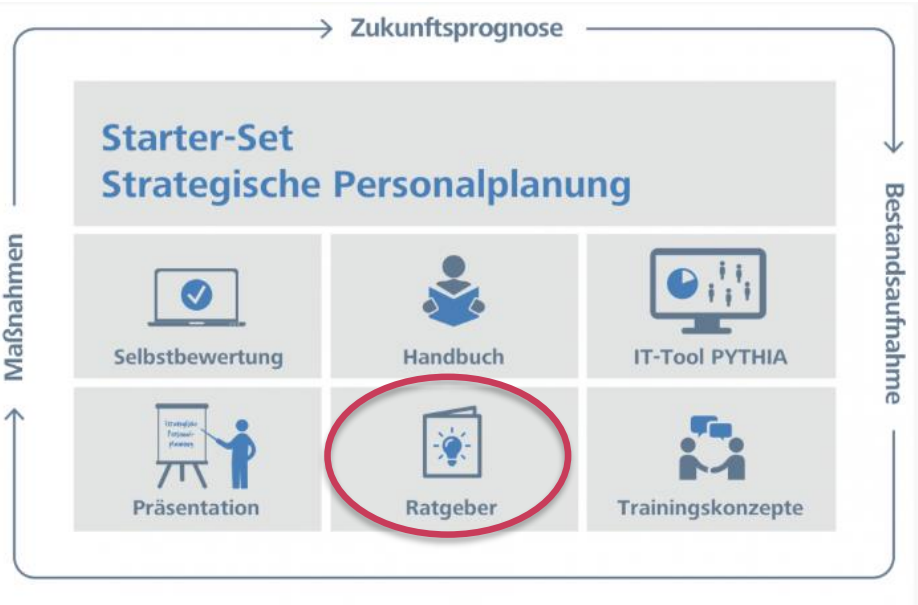 Zukunftsprognose
Starter-Set
Strategische Personalplanung
Bestandsaufnahme
Maßnahmen
Selbstbewertung
Handbuch
IT-Tool PYTHIA
Strategische
Personal-
planung
Präsentation
Ratgeber
Trainingskonzepte